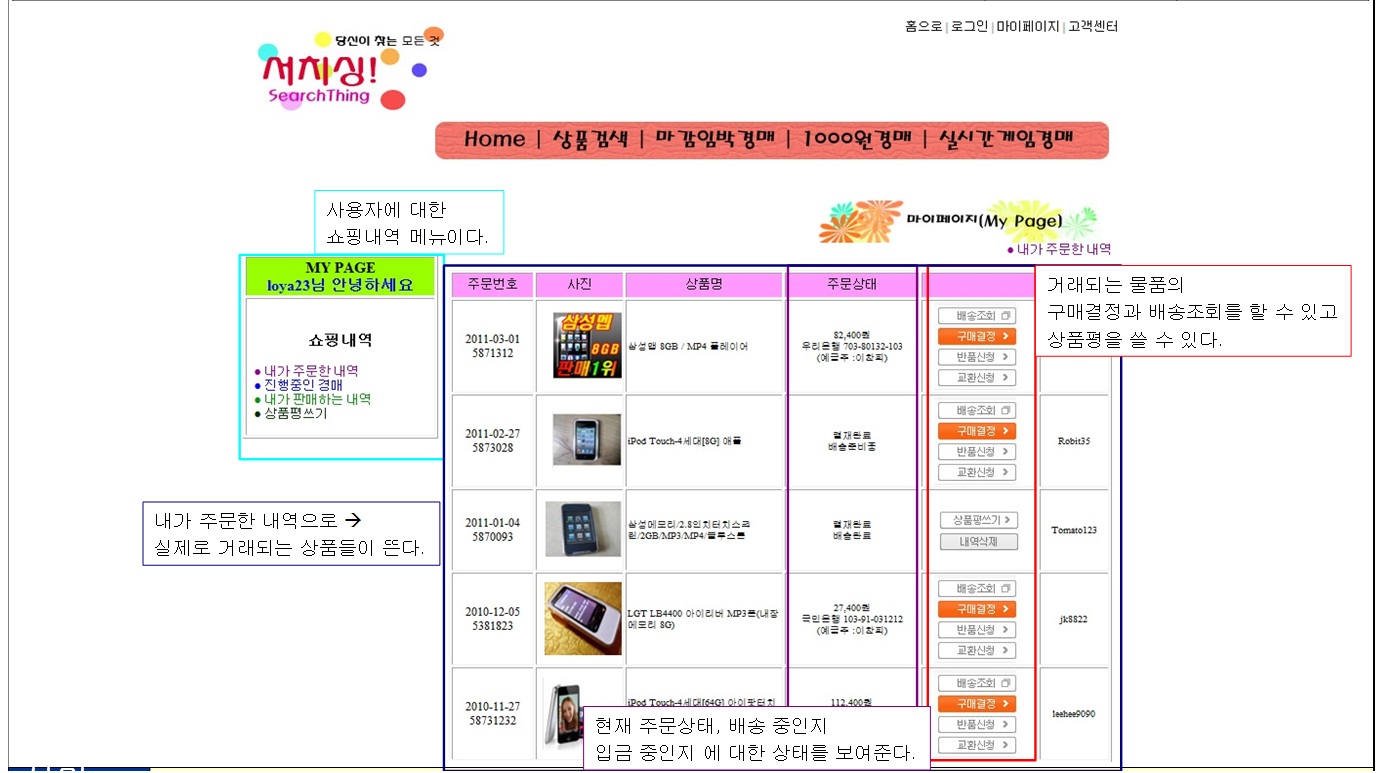 홈으로 | 로그인 | 마이페이지 | 고객센터
당신이 찾는 모든 것
서치싱!
SearchThing
Home | 상품검색 | 마감임박경매 | 1000원경매 | 실시간게임경매
사용자에 대한
쇼핑내역 메뉴이다.
마이페이지(My Page)
● 내가 주문한 내역
MY PAGE
loya23님 안녕하세요
쇼핑내역
● 내가 주문한 내역
● 진행중인 경매
● 내가 판매하는 내역
● 상품평쓰기
내가 주문한 내역으로 →
실제로 거래되는 상품들이 뜬다.
주문번호 사진 상품명 주문상태
거래되는 물품의
구매결정과 배송조회를 할 수 있고
상품평을 쓸 수 있다.
2011-03-01
5871312
삼성맵
8GB
판매1위
삼성맵 8GB / MP4 플레이어
82,400원
우리은행 703-80132-103
(예금주 :이창피)
배송조회
구매결정
반품신청
교환신청
2011-02-27
5873028
iPod Touch-4세대[8G] 애플
결재완료
배송준비중
배송조회
구매결정
반품신청
교환신청
Robit35
2011-01-04
5870093
삼성메모리/2.8인치터치스크
린/2GB/MP3/MP4/블루스톤
결재완료
배송완료
상품평쓰기
내역삭제
Tomato123
2010-12-05
5381823
LGT LB4400 아이리버 MP3폰(내장
메모리 8G)
27,400원
국민은행 103-91-031212
(예금주 :이창피)
배송조회
구매결정
반품신청
교환신청
jk8822
2010-11-27
58731232
iPod Touch-4세대[64G] 아이팟터치
112,400원
배송조회
구매결정
반품신청
교환신청
leehee9090
현재 주문상태, 배송 중인지
입금 중인지 에 대한 상태를 보여준다.